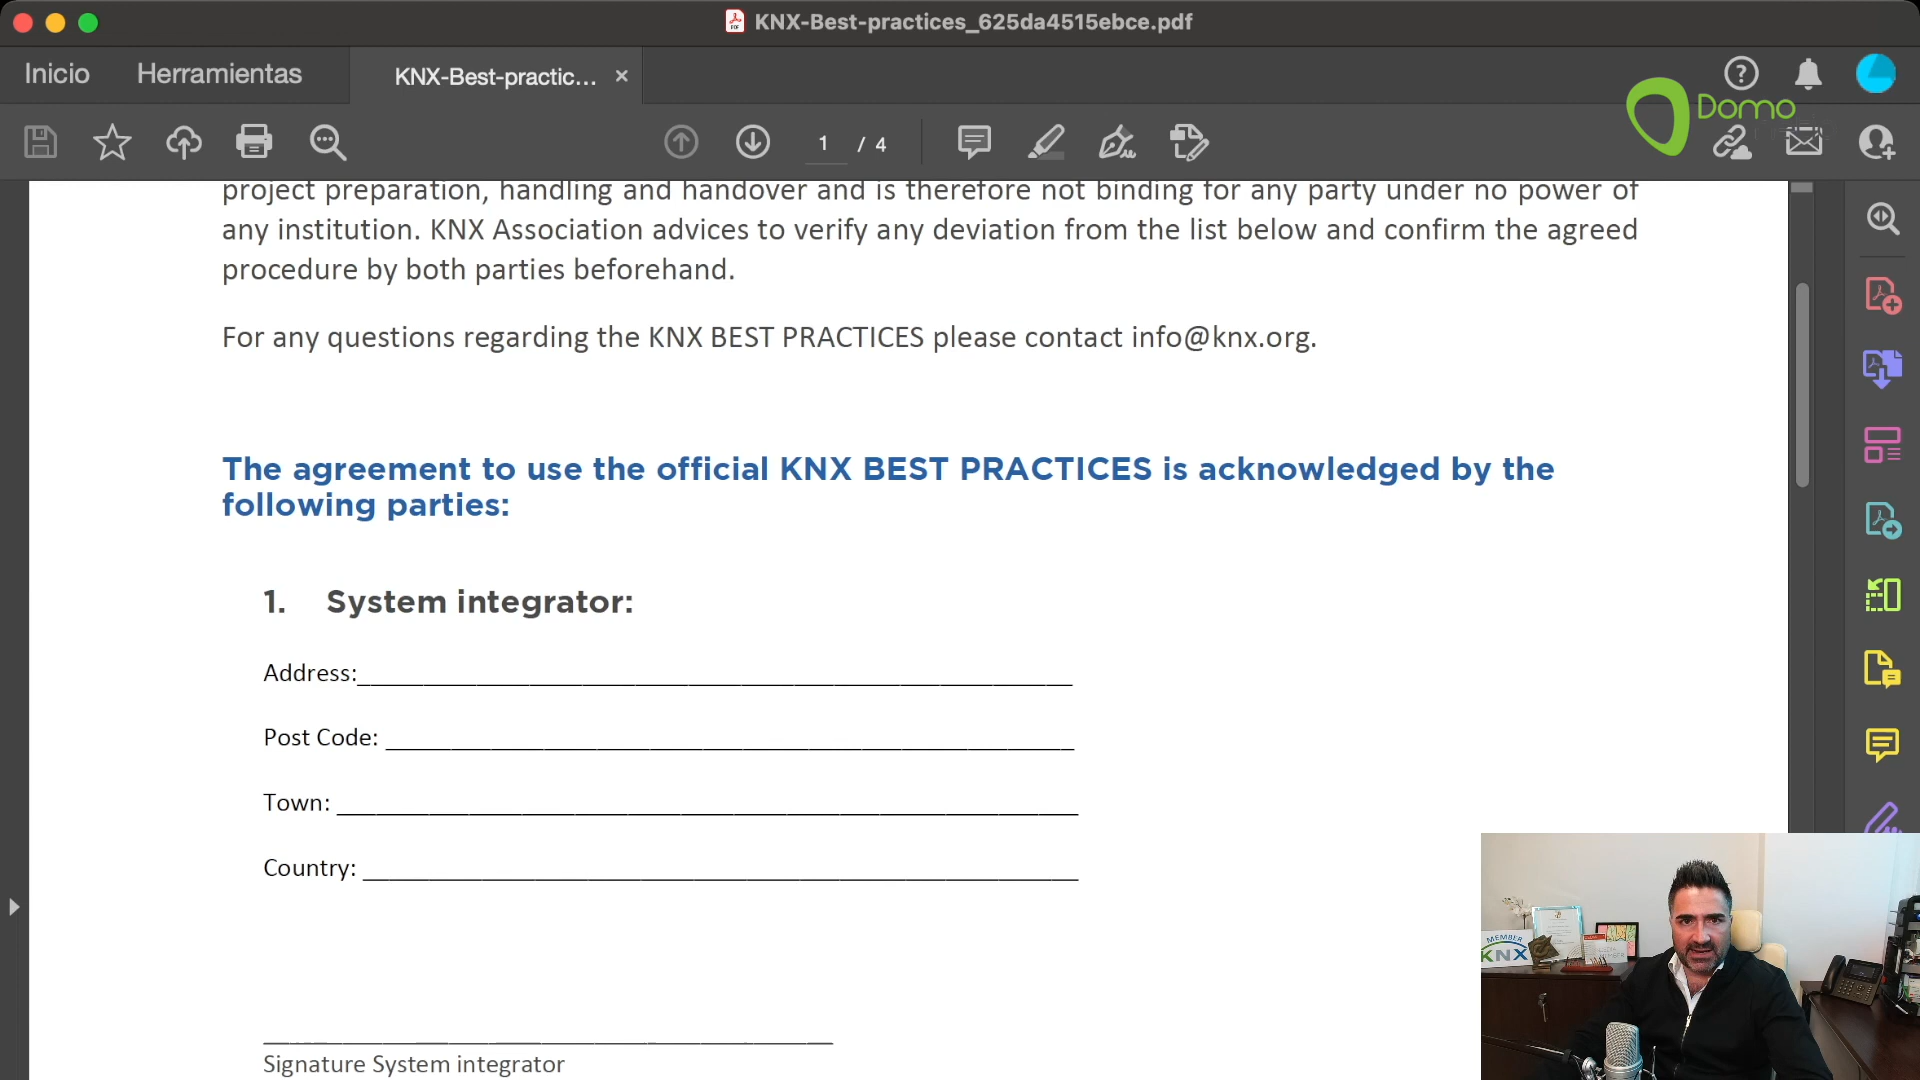 KNX-Best-practices_625da4515ebce.pdf
Inicio
Herramientas
KNX-Best-practic...
Domo
1 / 4
project preparation, handling and handover and is therefore not binding for any party under no power of
any institution. KNX Association advices to verify any deviation from the list below and confirm the agreed
procedure by both parties beforehand.
For any questions regarding the KNX BEST PRACTICES please contact info@knx.org.
The agreement to use the official KNX BEST PRACTICES is acknowledged by the
following parties:
1. System integrator:
Address:
Post Code:
Town:
Country:
Signature System integrator
MEMBER
KNX